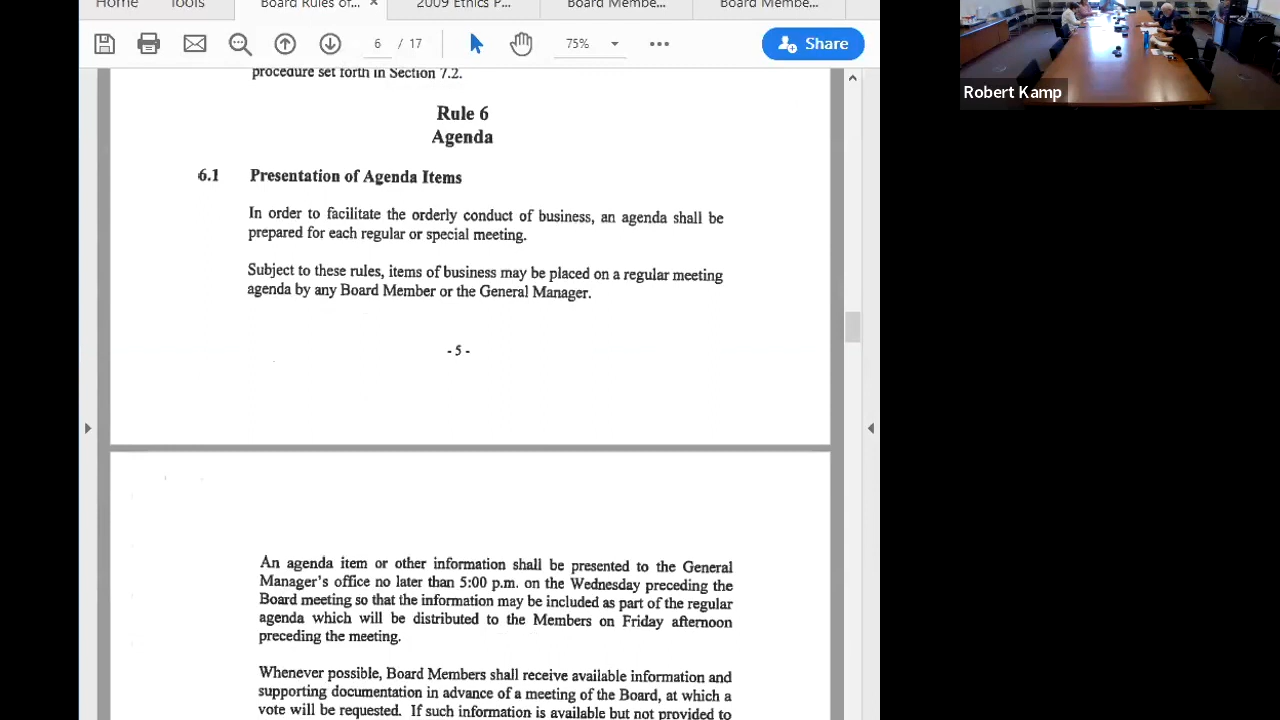 Home
Tools
Board Rules of...
×
2009 Ethics P...
Board Membe...
Board Membe...
6 / 17
75%
Share
procedure set forth in Section 7.2.
Rule 6
Agenda
6.1 Presentation of Agenda Items
In order to facilitate the orderly conduct of business, an agenda shall be
prepared for each regular or special meeting.
Subject to these rules, items of business may be placed on a regular meeting
agenda by any Board Member or the General Manager.
- 5 -
An agenda item or other information shall be presented to the General
Manager's office no later than 5:00 p.m. on the Wednesday preceding the
Board meeting so that the information may be included as part of the regular
agenda which will be distributed to the Members on Friday afternoon
preceding the meeting.
Whenever possible, Board Members shall receive available information and
supporting documentation in advance of a meeting of the Board, at which a
vote will be requested. If such information is available but not provided to
Robert Kamp